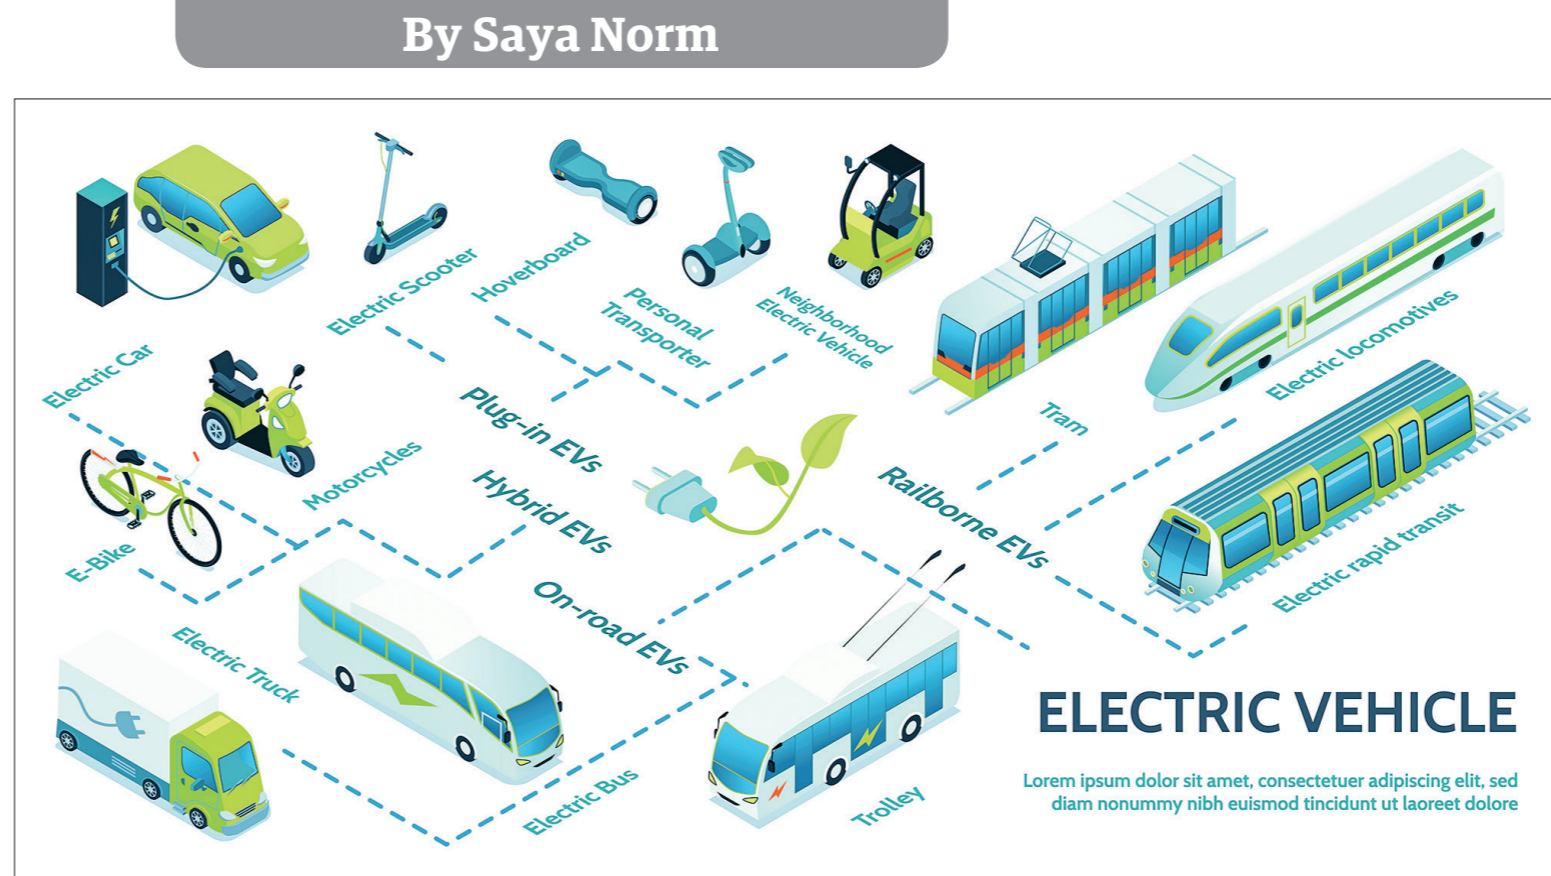 By Saya Norm
Electric Car
Electric Scooter
Hoverboard
Personal
Transporter
Neighborhood
Electric Vehicle
Tram
Electric locomotives
Electric rapid transit
Motorcycles
E-Bike
Plug-in EVs
Hybrid EVs
On-road EVs
Railborne EVs
Electric Truck
Electric Bus
Trolley
ELECTRIC VEHICLE
Lorem ipsum dolor sit amet, consectetuer adipiscing elit, sed
diam nonummy nibh euismod tincidunt ut laoreet dolore